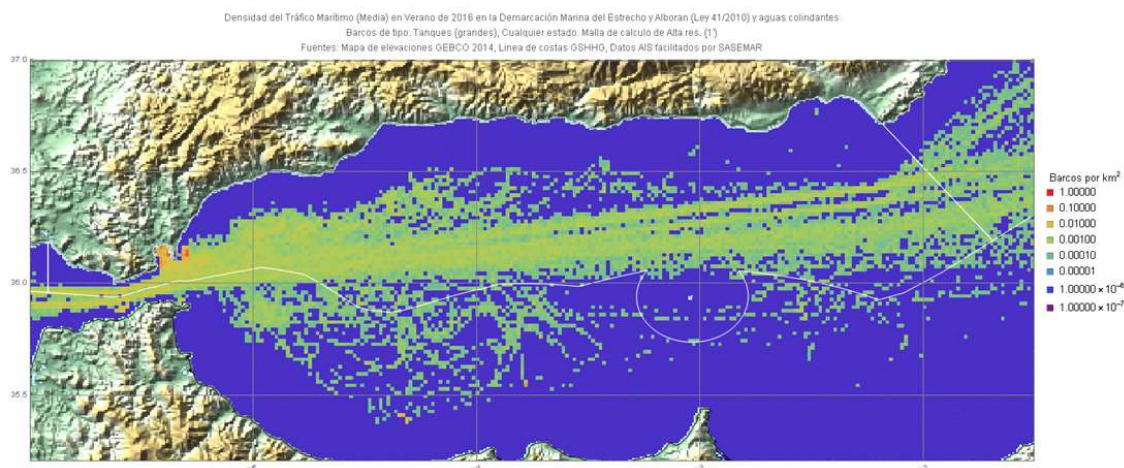 Densidad del Tráfico Marítimo (Media) en Verano de 2016 en la Demarcación Marina del Estrecho y Alboran (Ley 41/2010) y aguas colindantes
Barcos de tipo: Tanques (grandes), Cualquier estado. Malla de calculo de Alta res. (1')
Fuentes: Mapa de elevaciones GEBCO 2014, Linea de costas GSHHG, Datos AIS facilitados por SASEMAR
37.0
36.5
36.0
35.5
Barcos por km²
1.00000
0.10000
0.01000
0.00100
0.00010
0.00001
1.00000 × 10⁻⁶
1.00000 × 10⁻⁷